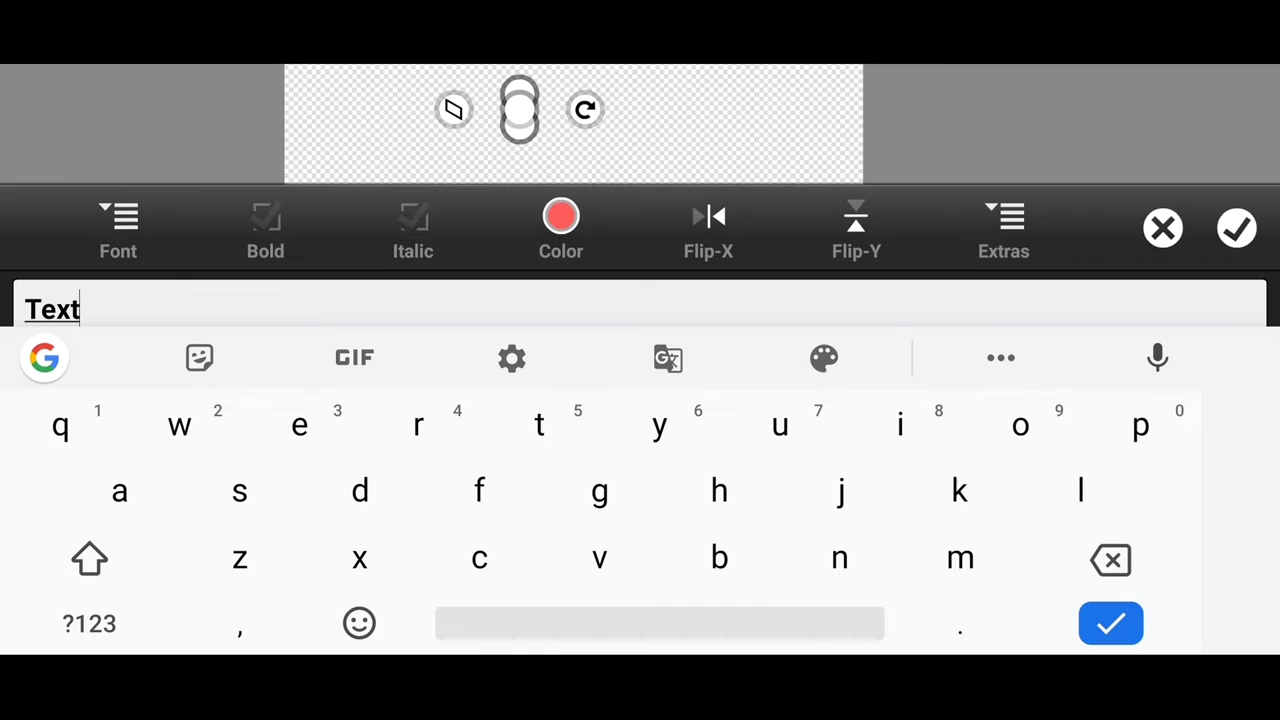 Font Bold Italic Color Flip-X Flip-Y Extras
Text
GIF
q 1 w 2 e 3 r 4 t 5 y 6 u 7 i 8 o 9 p 0
a s d f g h j k l
z x c v b n m
?123 , .